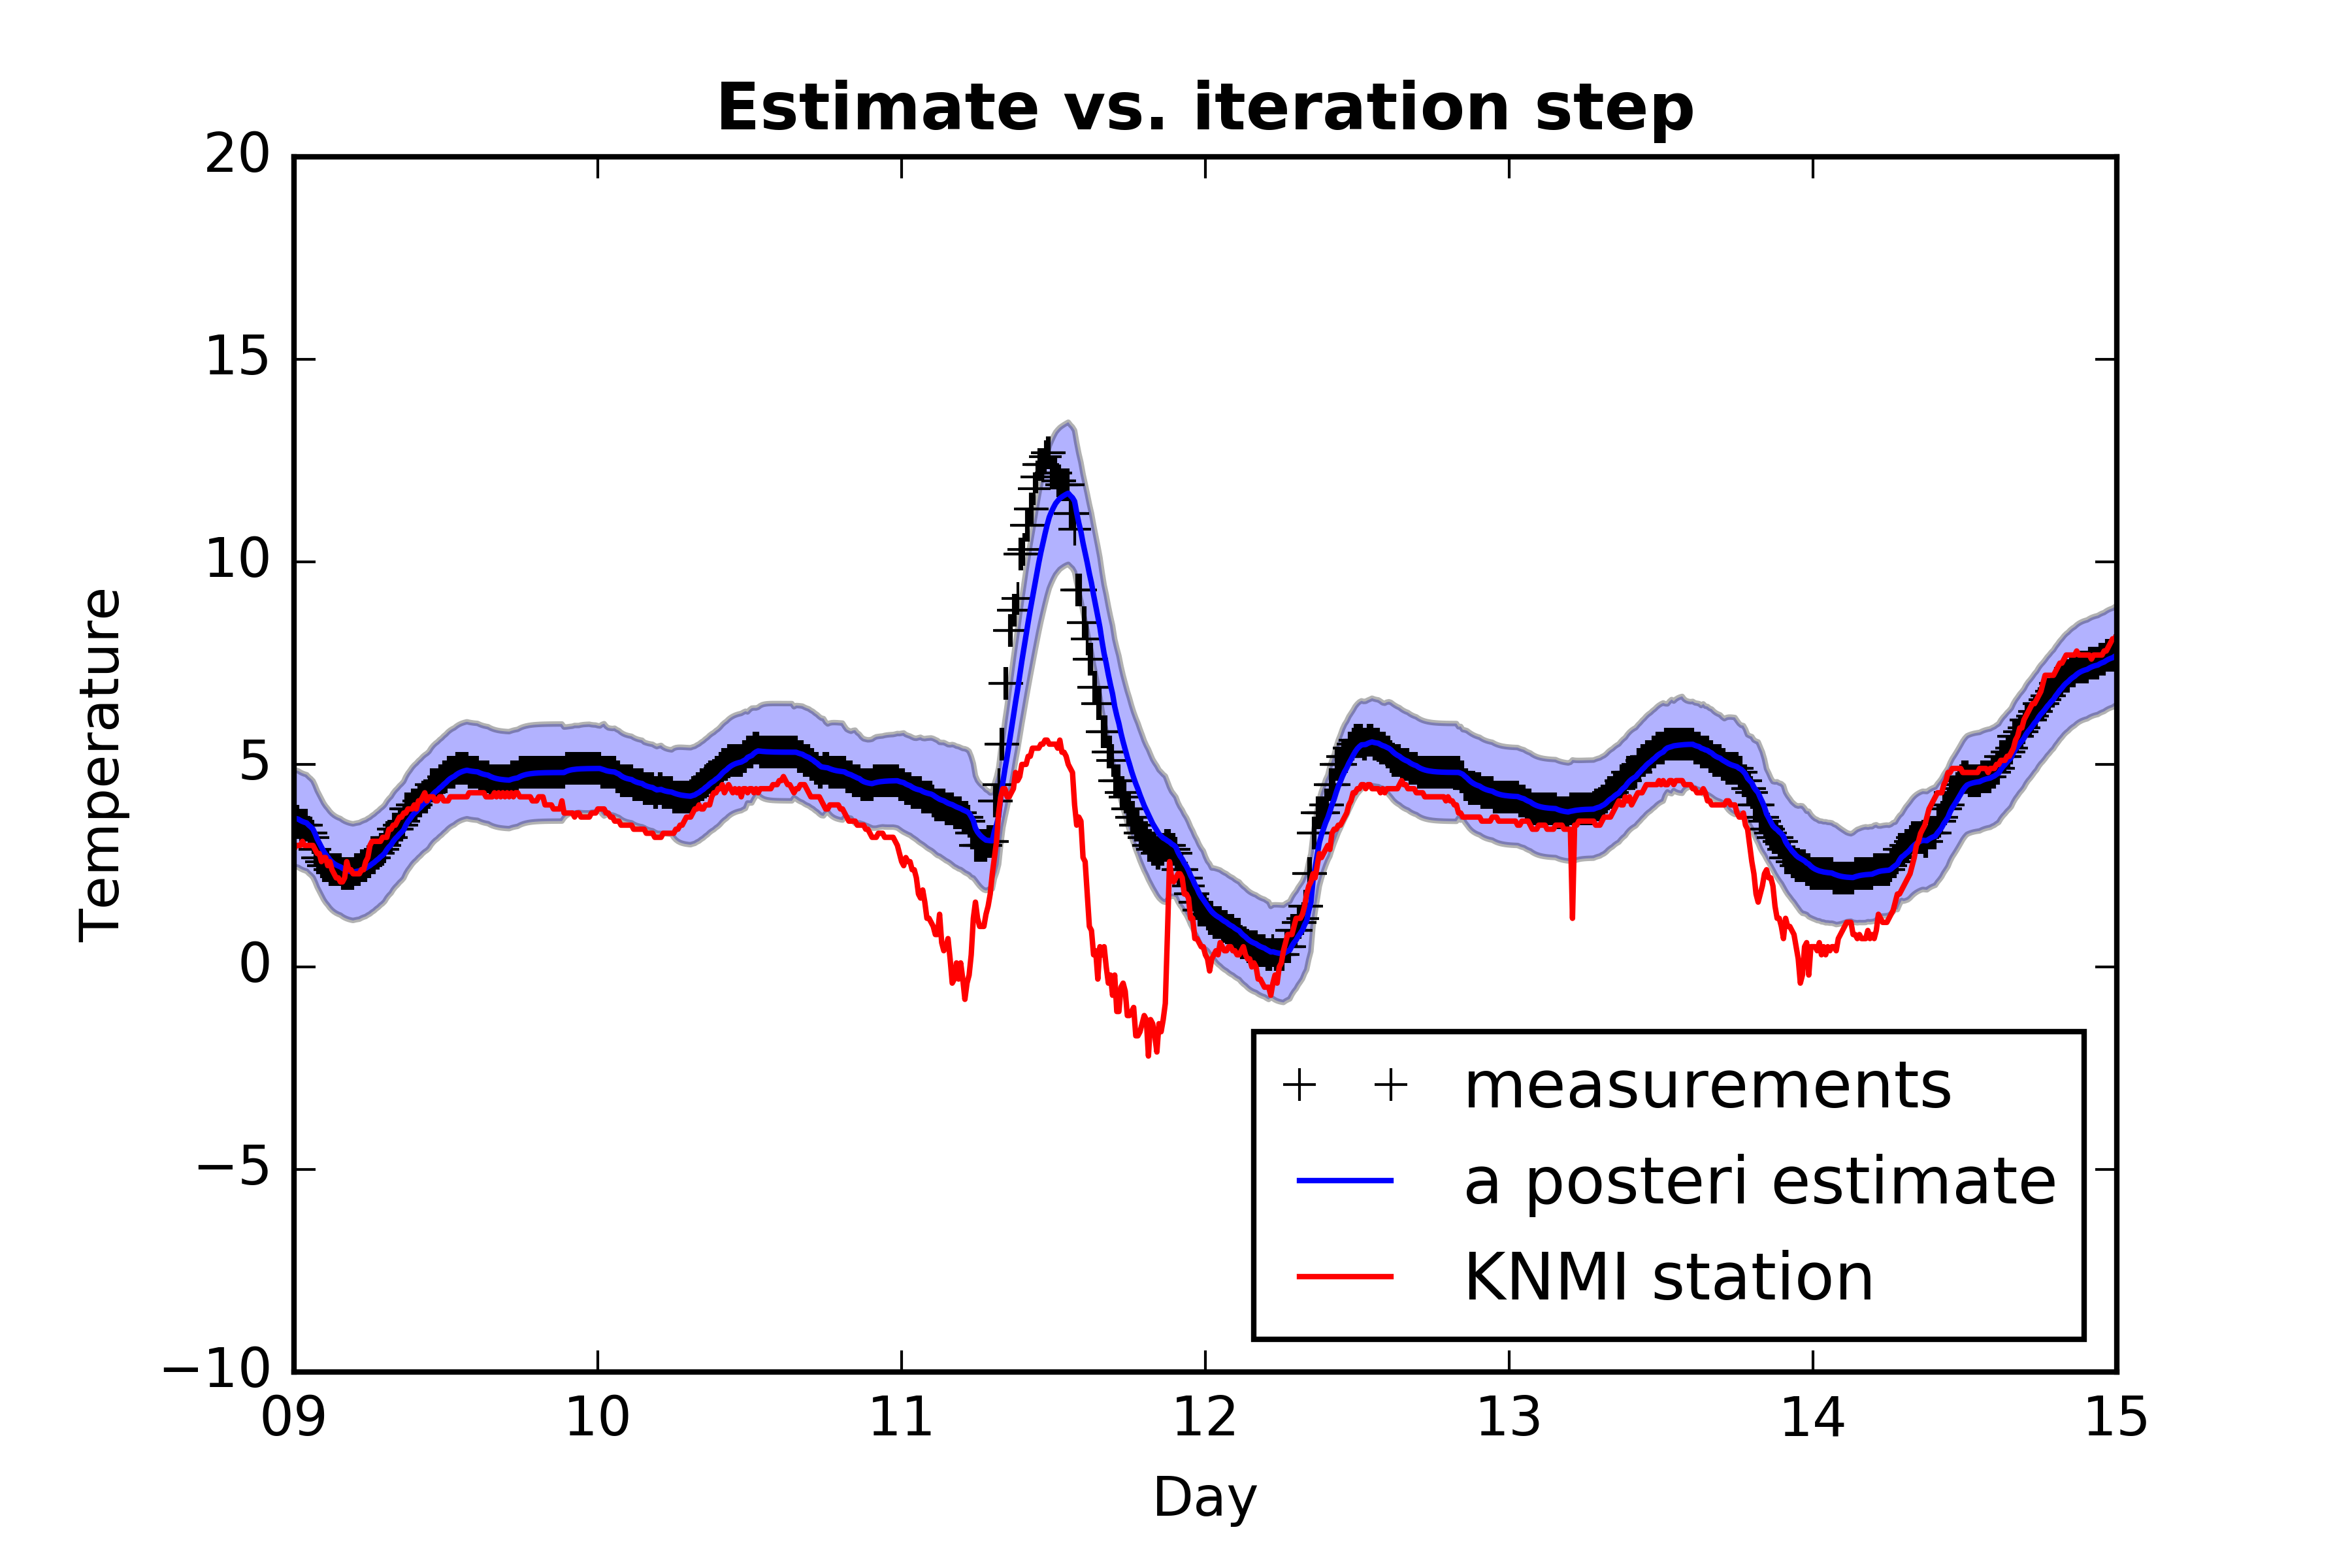 Estimate vs. iteration step
20
15
10
5
0
−5
−10
Temperature
measurements
a posteri estimate
KNMI station
09 10 11 12 13 14 15
Day